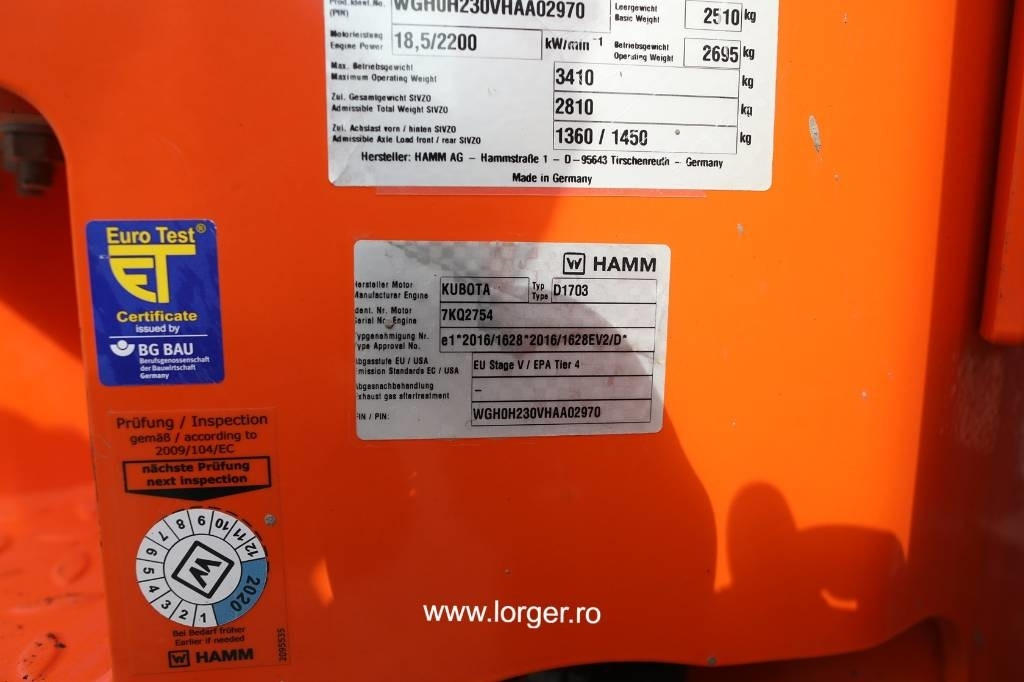 Prod.Ident.No. (PIN) WGH0H230VHAA02970
Leergewicht
Basic Weight 2510 kg
Motorleistung
Engine Power 18,5/2200 kW/min -1
Betriebsgewicht
Operating Weight 2695 kg
Max. Betriebsgewicht
Maximum Operating Weight 3410 kg
Zul. Gesamtgewicht StVZO
Admissible Total Weight StVZO 2810 kg
Zul. Achslast vorn / hinten StVZO
Admissible Axle Load front / rear StVZO 1360 / 1450 kg
Hersteller: HAMM AG – Hammstraße 1 – D-95643 Tirschenreuth – Germany
Made in Germany
Euro Test®
ET
Certificate
issued by
BG BAU
Berufsgenossenschaft
der Bauwirtschaft
Germany
HAMM
Hersteller Motor
Manufacturer Engine KUBOTA
Typ
Type D1703
Ident. Nr. Motor
Serial Nr. Engine 7KQ2754
Typgenehmigung Nr.
Type Approval No. e1*2016/1628*2016/1628EV2/D*
Abgasstufe EU / USA
Emission Standards EC / USA EU Stage V / EPA Tier 4
Abgasnachbehandlung
Exhaust gas aftertreatment –
FIN / PIN: WGH0H230VHAA02970
Prüfung / Inspection
gemäß / according to
2009/104/EC
nächste Prüfung
next inspection
1 2 3 4 5 6 7 8 9 10 11 12
2020
Bei Bedarf früher
Earlier if needed
HAMM
2095535
www.lorger.ro